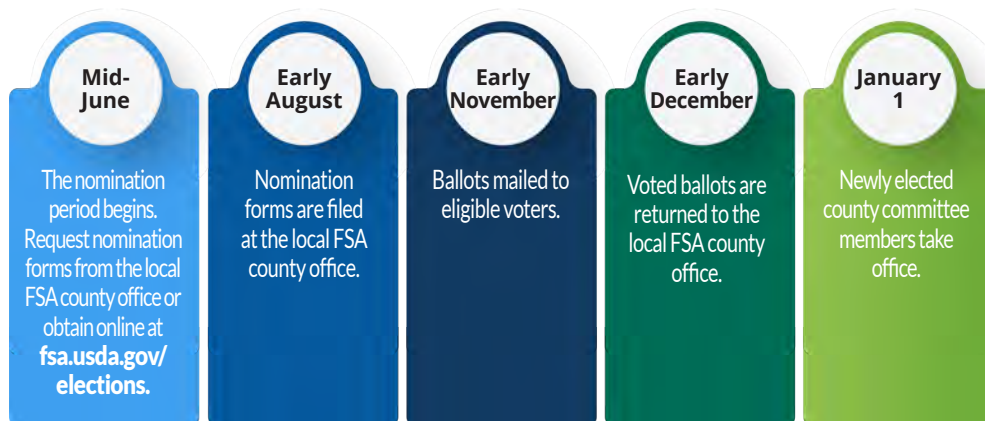 Mid-
June
The nomination
period begins.
Request nomination
forms from the local
FSA county office or
obtain online at
fsa.usda.gov/
elections.
Early
August
Nomination
forms are filed
at the local FSA
county office.
Early
November
Ballots mailed to
eligible voters.
Early
December
Voted ballots are
returned to the
local FSA county
office.
January
1
Newly elected
county committee
members take
office.